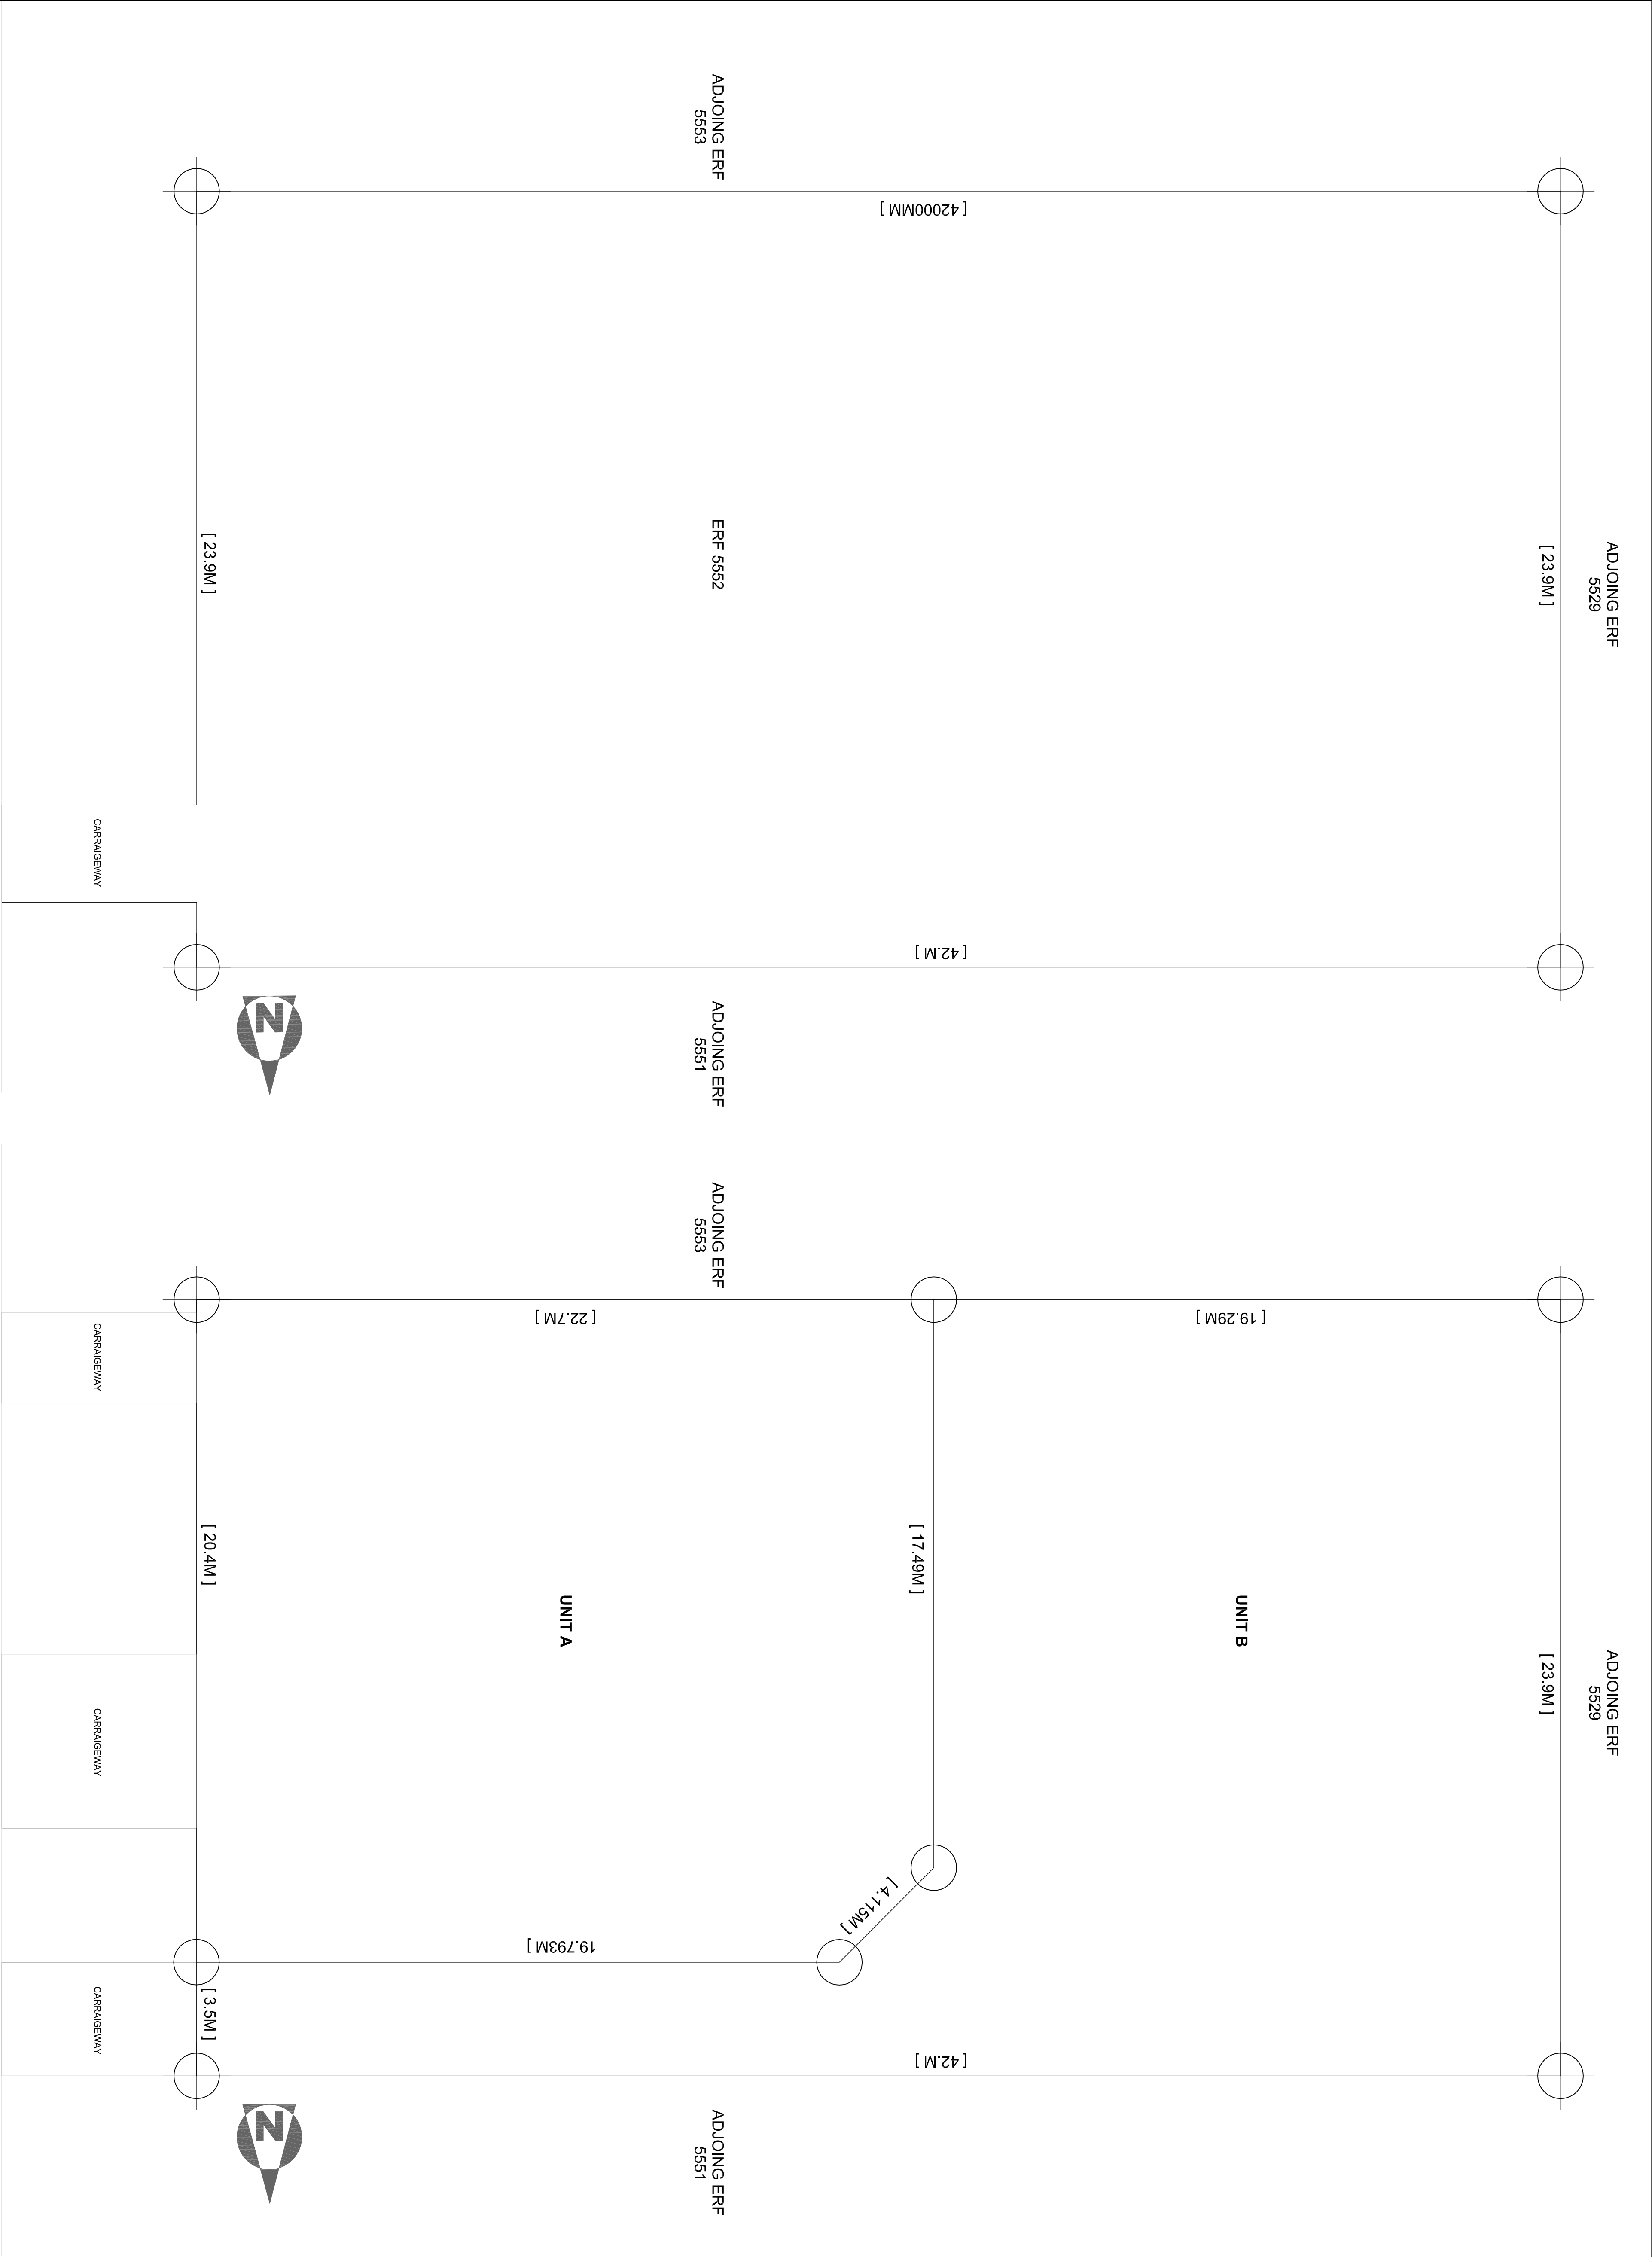 ADJOING ERF
5529
[ 23.9M ]
ADJOING ERF
5553
[ 42000MM ]
ERF 5552
[ 42.M ]
ADJOING ERF
5551
[ 23.9M ]
N
CARRAIGEWAY
ADJOING ERF
5529
[ 23.9M ]
UNIT B
[ 19.29M ]
[ 17.49M ]
[ 4.115M ]
[ 42.M ]
ADJOING ERF
5553
ADJOING ERF
5551
[ 22.7M ]
UNIT A
19.793M ]
[ 20.4M ]
[ 3.5M ]
N
CARRAIGEWAY
CARRAIGEWAY
CARRAIGEWAY